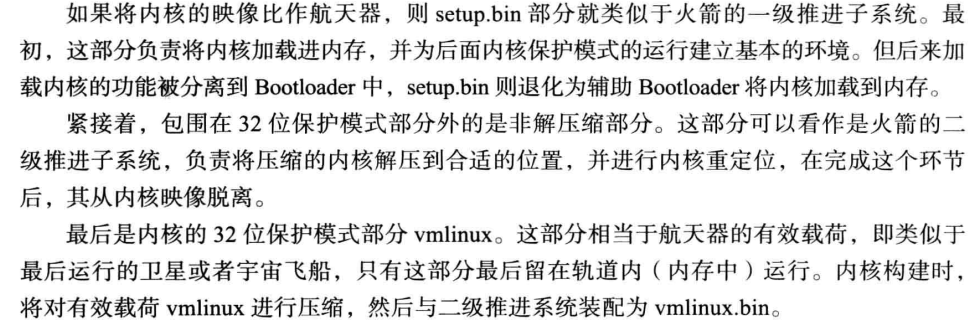 如果将内核的映像比作航天器，则 setup.bin 部分就类似于火箭的一级推进子系统。最
初，这部分负责将内核加载进内存，并为后面内核保护模式的运行建立基本的环境。但后来加
载内核的功能被分离到 Bootloader 中，setup.bin 则退化为辅助 Bootloader 将内核加载到内存。
紧接着，包围在 32 位保护模式部分外的是非解压缩部分。这部分可以看作是火箭的二
级推进子系统，负责将压缩的内核解压到合适的位置，并进行内核重定位，在完成这个环节
后，其从内核映像脱离。
最后是内核的 32 位保护模式部分 vmlinux。这部分相当于航天器的有效载荷，即类似于
最后运行的卫星或者宇宙飞船，只有这部分最后留在轨道内（内存中）运行。内核构建时，
将对有效载荷 vmlinux 进行压缩，然后与二级推进系统装配为 vmlinux.bin。